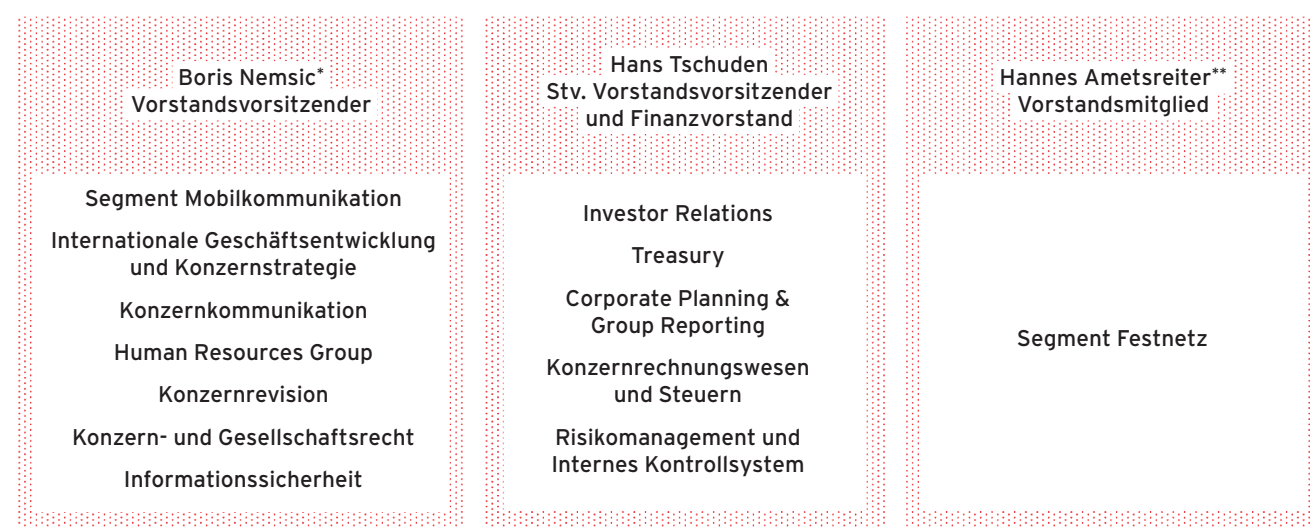 Boris Nemsic*
Vorstandsvorsitzender
Segment Mobilkommunikation
Internationale Geschäftsentwicklung
und Konzernstrategie
Konzernkommunikation
Human Resources Group
Konzernrevision
Konzern- und Gesellschaftsrecht
Informationssicherheit
Hans Tschuden
Stv. Vorstandsvorsitzender
und Finanzvorstand
Investor Relations
Treasury
Corporate Planning &
Group Reporting
Konzernrechnungswesen
und Steuern
Risikomanagement und
Internes Kontrollsystem
Hannes Ametsreiter**
Vorstandsmitglied
Segment Festnetz